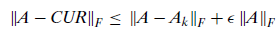 ‖A − CUR‖_F ≤ ‖A − A_k‖_F + ϵ ‖A‖_F